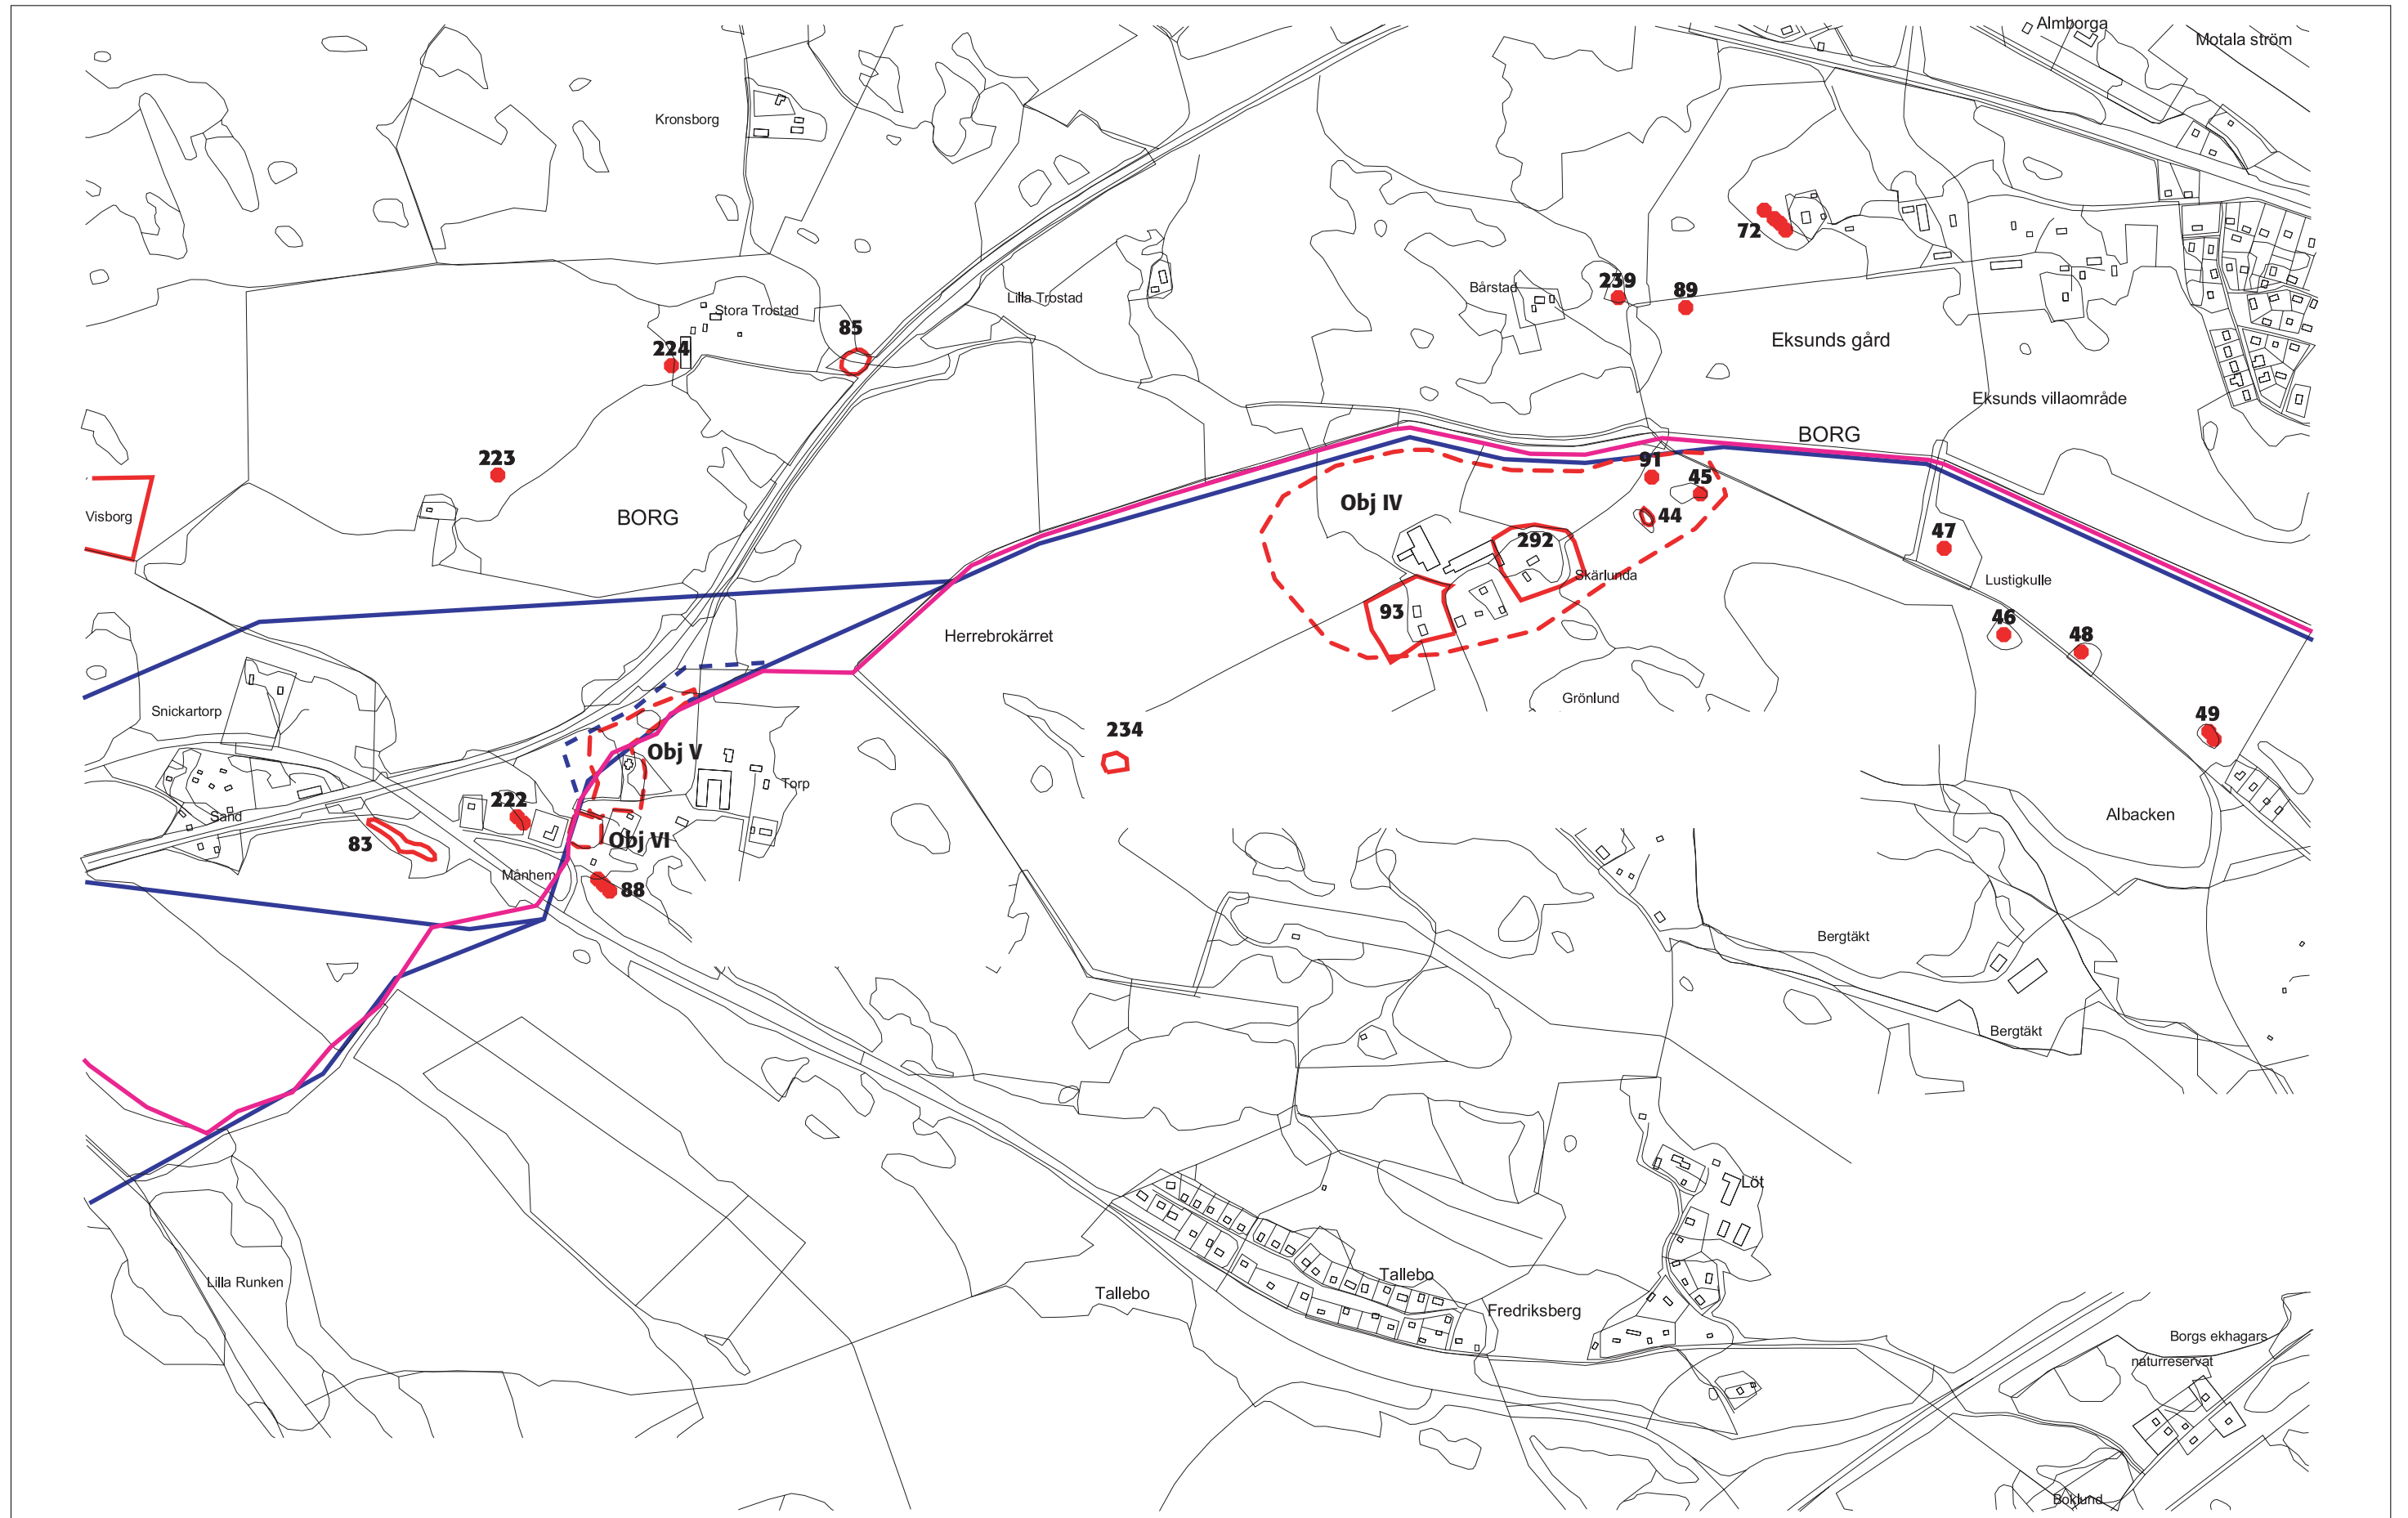 Almborga
Motala ström
Kronsborg
72
239
89
Bårstad
Lilla Trostad
Stora Trostad
85
224
Eksunds gård
Eksunds villaområde
BORG
223
91
45
Obj IV
44
Visborg
BORG
292
47
Skärlunda
Lustigkulle
93
46
48
Herrebrokärret
Grönlund
Snickartorp
49
234
Obj V
Torp
222
Sand
Albacken
83
Obj VI
Månhem
88
Bergtäkt
Bergtäkt
Löt
Lilla Runken
Tallebo
Tallebo
Fredriksberg
Borgs ekhagars
naturreservat
Boklund